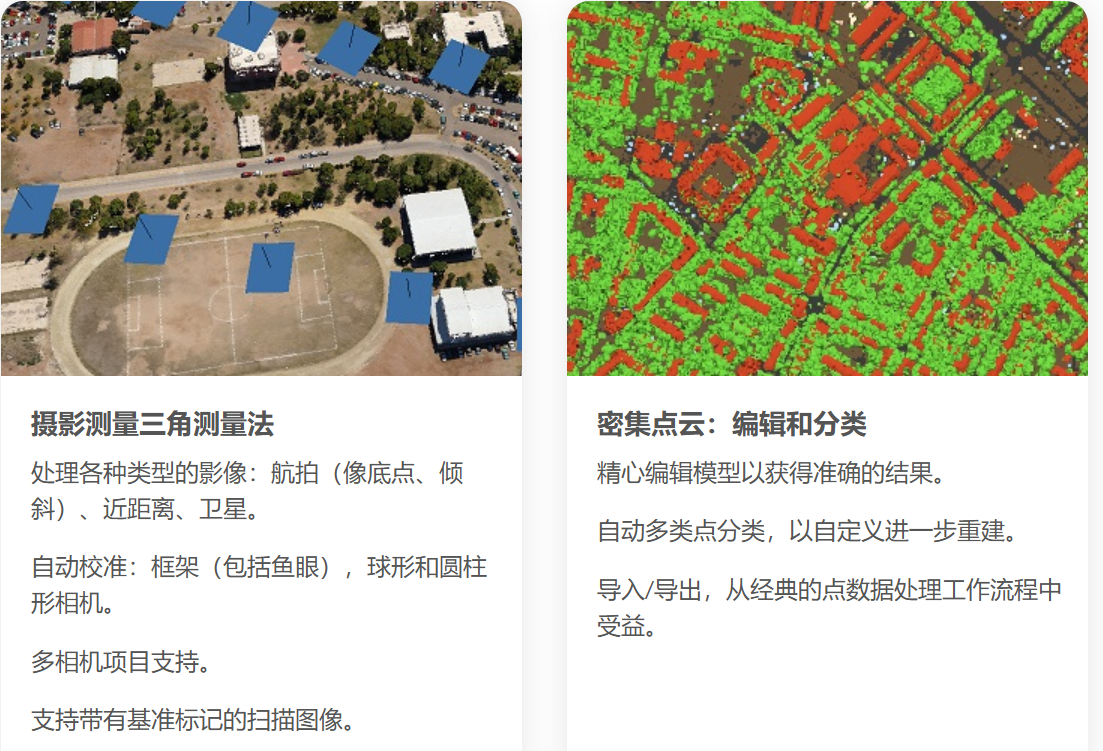 摄影测量三角测量法
处理各种类型的影像：航拍（像底点、倾
斜）、近距离、卫星。
自动校准：框架（包括鱼眼），球形和圆柱
形相机。
多相机项目支持。
支持带有基准标记的扫描图像。
密集点云：编辑和分类
精心编辑模型以获得准确的结果。
自动多类点分类，以自定义进一步重建。
导入/导出，从经典的点数据处理工作流程中
受益。